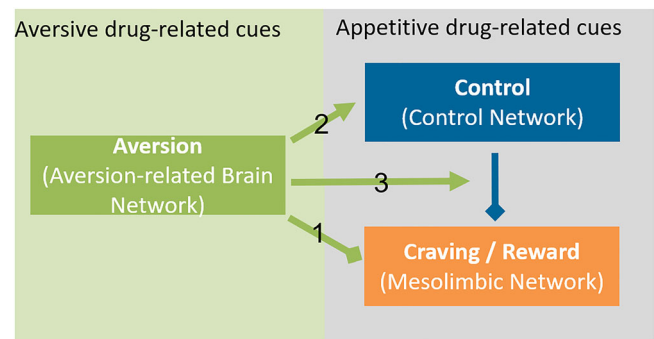 Aversive drug-related cues
Appetitive drug-related cues
Control
(Control Network)
2
Aversion
(Aversion-related Brain
Network)
3
1
Craving / Reward
(Mesolimbic Network)